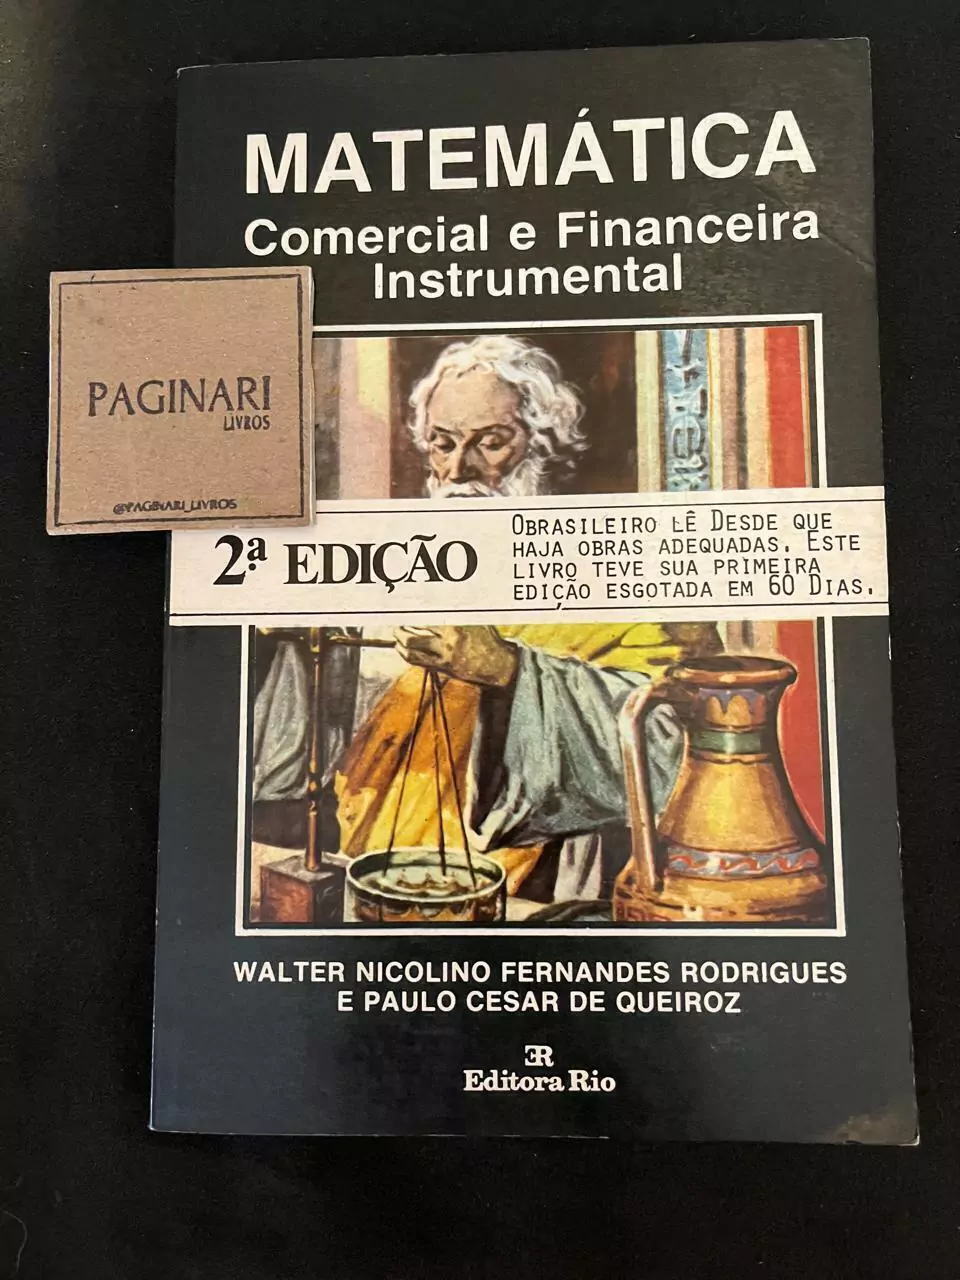 MATEMÁTICA
Comercial e Financeira
Instrumental
PAGINARI
LIVROS
@PAGINARI_LIVROS
2ª EDIÇÃO
OBRASILEIRO LÊ DESDE QUE
HAJA OBRAS ADEQUADAS. ESTE
LIVRO TEVE SUA PRIMEIRA
EDIÇÃO ESGOTADA EM 60 DIAS.
WALTER NICOLINO FERNANDES RODRIGUES
E PAULO CESAR DE QUEIROZ
ER
Editora Rio